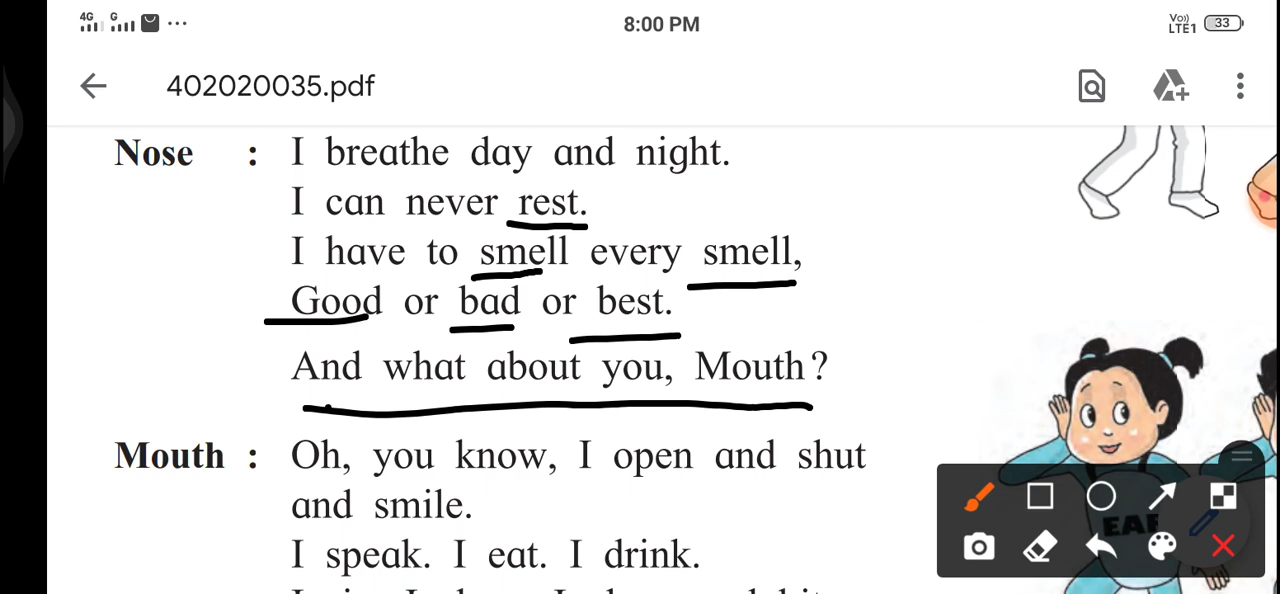 4G G 8:00 PM Vo)) LTE1 33
402020035.pdf
Nose : I breathe day and night.
I can never rest.
I have to smell every smell,
Good or bad or best.
And what about you, Mouth?
Mouth : Oh, you know, I open and shut
and smile.
I speak. I eat. I drink.
EAR